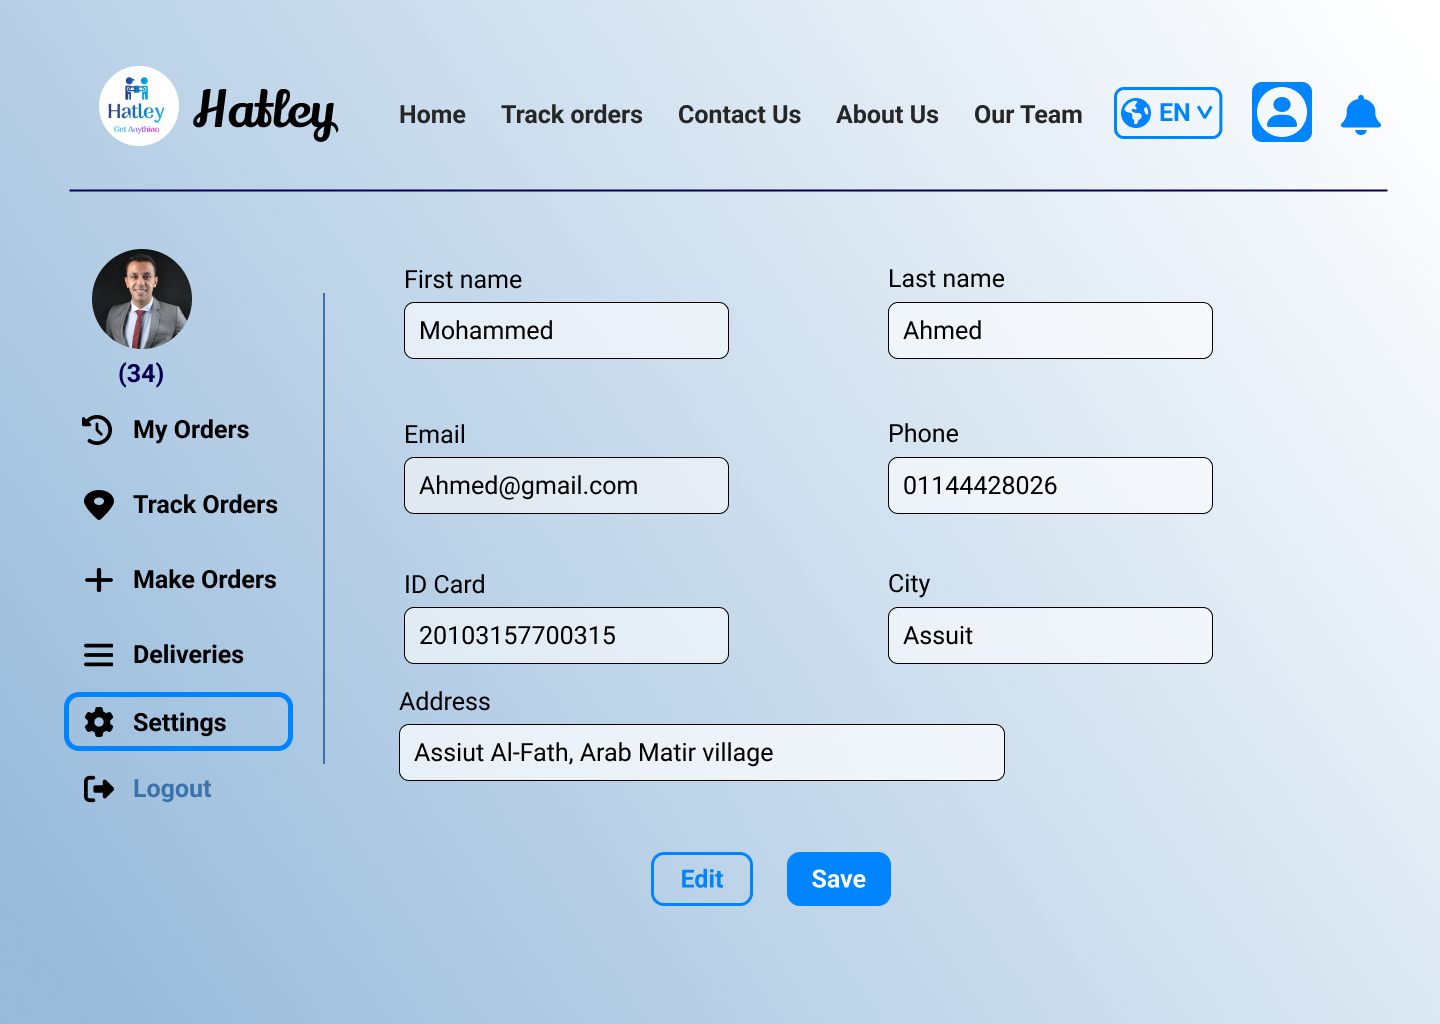 Hatley
Get Anything
Hatley
Home Track orders Contact Us About Us Our Team EN
(34)
My Orders
Track Orders
Make Orders
Deliveries
Settings
Logout
First name Last name
Mohammed Ahmed
Email Phone
Ahmed@gmail.com 01144428026
ID Card City
20103157700315 Assuit
Address
Assiut Al-Fath, Arab Matir village
Edit Save